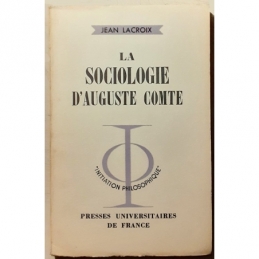 JEAN LACROIX
LA
SOCIOLOGIE
D'AUGUSTE COMTE
"INITIATION PHILOSOPHIQUE"
PRESSES UNIVERSITAIRES
DE FRANCE